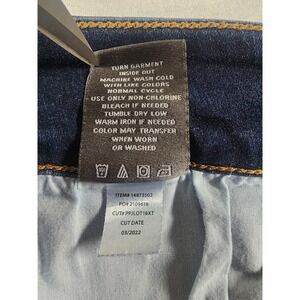 TURN GARMENT
INSIDE OUT
MACHINE WASH COLD
WITH LIKE COLORS
NORMAL CYCLE
USE ONLY NON-CHLORINE
BLEACH IF NEEDED
TUMBLE DRY LOW
WARM IRON IF NEEDED
COLOR MAY TRANSFER
WHEN WORN
OR WASHED
CUT DATE
03/2022